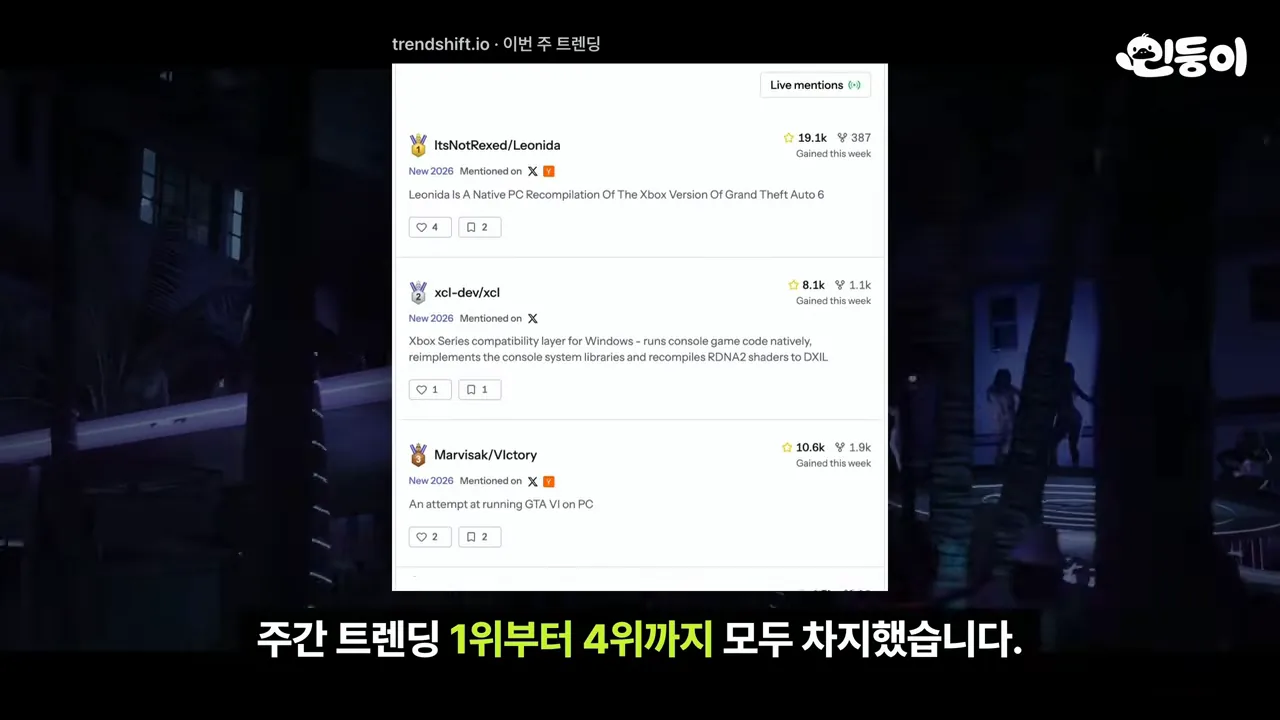 trendshift.io · 이번 주 트렌딩
인둥이
Live mentions
1 ItsNotRexed/Leonida
19.1k 387
Gained this week
New 2026 Mentioned on X Y
Leonida Is A Native PC Recompilation Of The Xbox Version Of Grand Theft Auto 6
4 2
2 xcl-dev/xcl
8.1k 1.1k
Gained this week
New 2026 Mentioned on X
Xbox Series compatibility layer for Windows - runs console game code natively,
reimplements the console system libraries and recompiles RDNA2 shaders to DXIL
1 1
3 Marvisak/VIctory
10.6k 1.9k
Gained this week
New 2026 Mentioned on X Y
An attempt at running GTA VI on PC
2 2
주간 트렌딩 1위부터 4위까지 모두 차지했습니다.